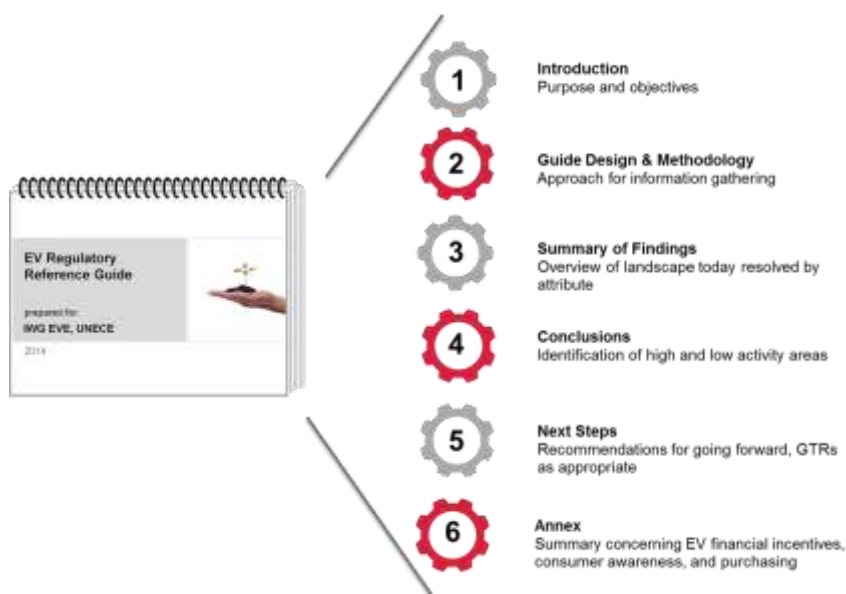 EV Regulatory
Reference Guide
prepared for:
IWG EVE, UNECE
2014
1
Introduction
Purpose and objectives
2
Guide Design & Methodology
Approach for information gathering
3
Summary of Findings
Overview of landscape today resolved by
attribute
4
Conclusions
Identification of high and low activity areas
5
Next Steps
Recommendations for going forward, GTRs
as appropriate
6
Annex
Summary concerning EV financial incentives,
consumer awareness, and purchasing